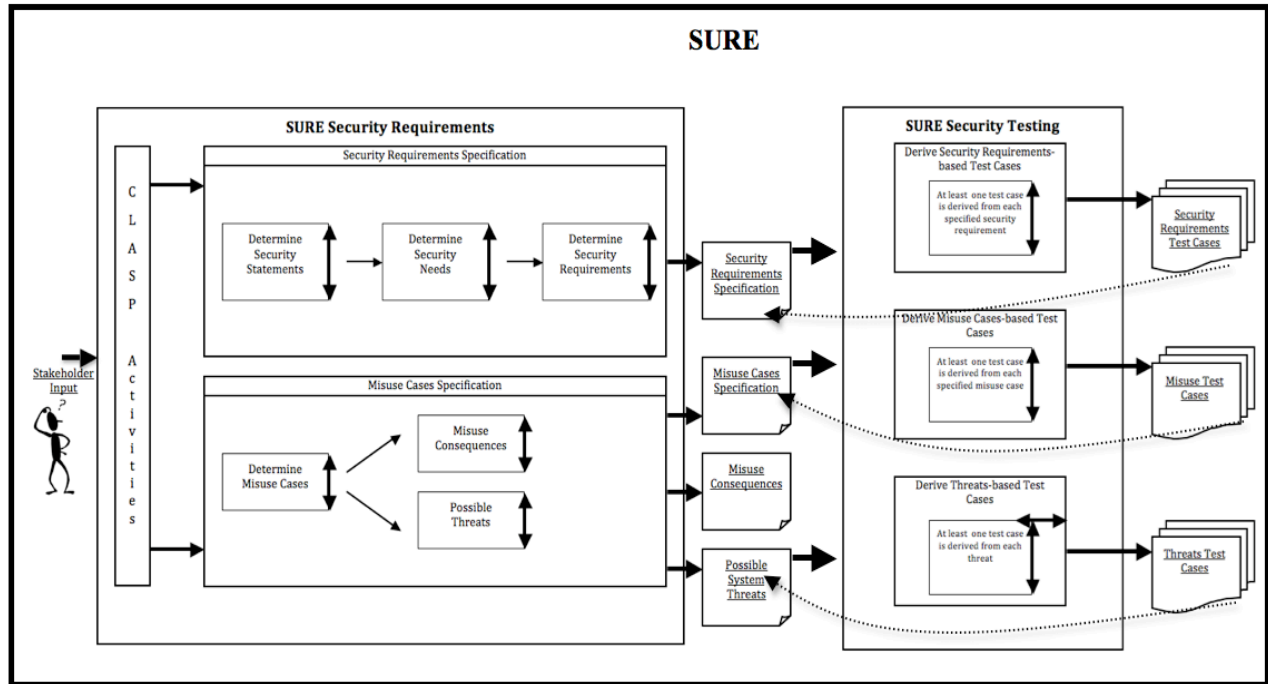 SURE
SURE Security Requirements
C
L
A
S
P
A
c
t
i
v
i
t
i
e
s
Security Requirements Specification
Determine
Security
Statements
Determine
Security
Needs
Determine
Security
Requirements
Stakeholder
Input
?
Misuse Cases Specification
Determine
Misuse Cases
Misuse
Consequences
Possible
Threats
Security
Requirements
Specification
Misuse Cases
Specification
Misuse
Consequences
Possible
System
Threats
SURE Security Testing
Derive Security Requirements-
based Test Cases
At least one test case
is derived from each
specified security
requirement
Derive Misuse Cases-based Test
Cases
At least one test case
is derived from each
specified misuse case
Derive Threats-based Test
Cases
At least one test case
is derived from each
threat
Security
Requirements
Test Cases
Misuse Test
Cases
Threats Test
Cases